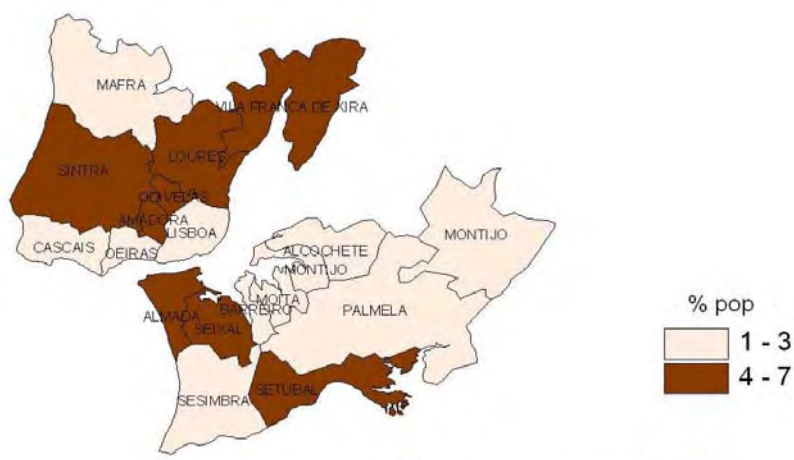 MAFRA
VILA FRANCA DE XIRA
LOURES
SINTRA
ODIVELAS
AMADORA
LISBOA
CASCAIS
OEIRAS
MONTIJO
ALCOCHETE
MONTIJO
MOITA
BARREIRO
PALMELA
ALMADA
SEIXAL
SETUBAL
SESIMBRA
% pop
1 - 3
4 - 7